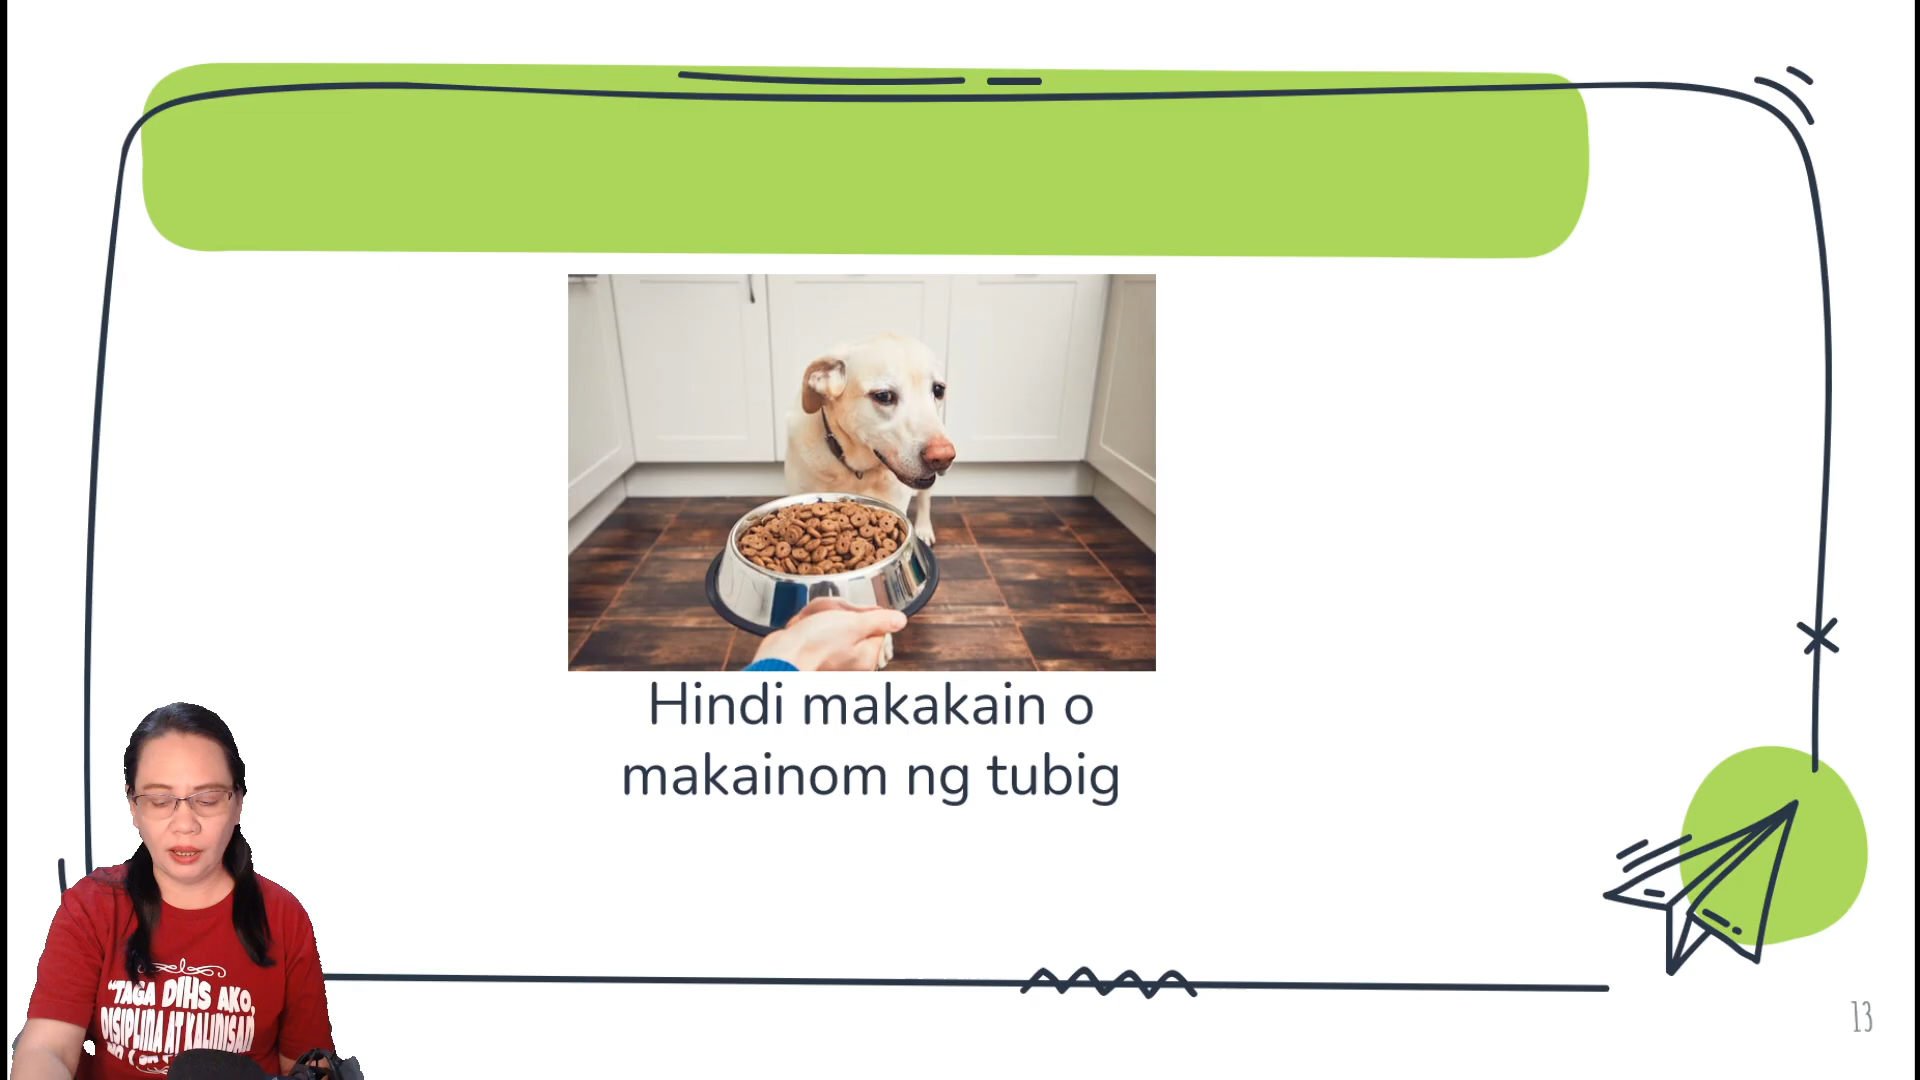 Hindi makakain o
makainom ng tubig
"TAGA DIHS AKO,
DISIPLINA AT KALINISAN
13